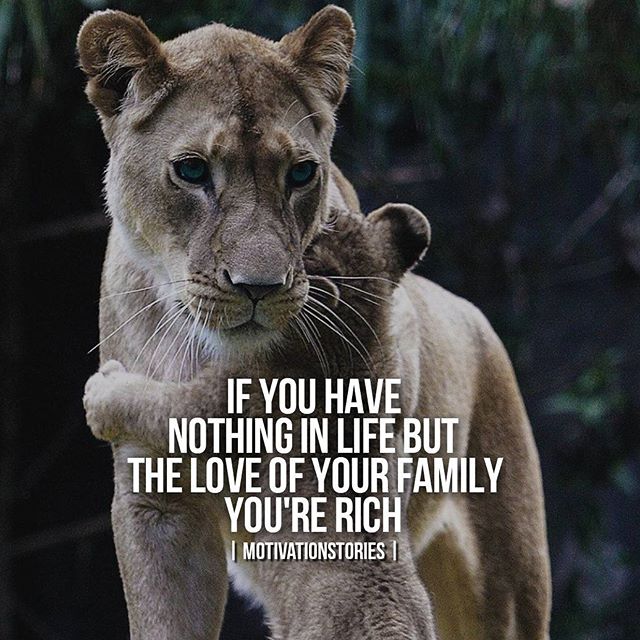 IF YOU HAVE
NOTHING IN LIFE BUT
THE LOVE OF YOUR FAMILY
YOU'RE RICH
| MOTIVATIONSTORIES |